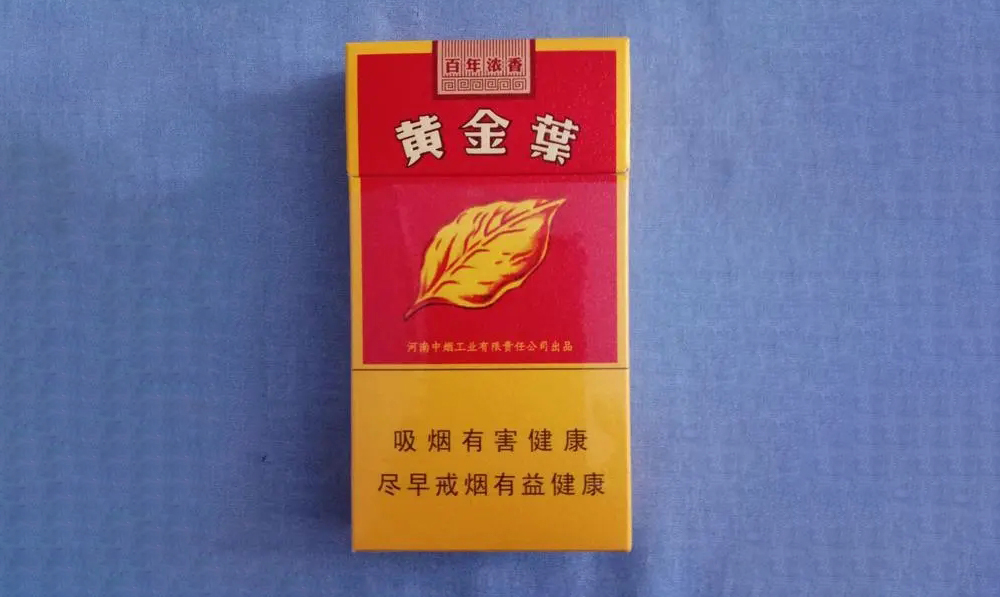 百年浓香
黄金葉
河南中烟工业有限责任公司出品
吸烟有害健康
尽早戒烟有益健康